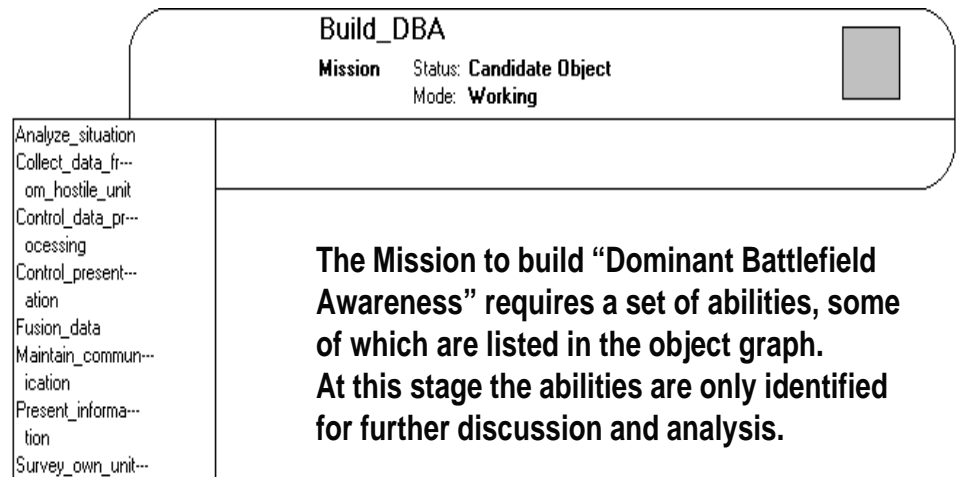 Build_DBA
Mission Status: Candidate Object
Mode: Working
Analyze_situation
Collect_data_fr---
om_hostile_unit
Control_data_pr---
ocessing
Control_present---
ation
Fusion_data
Maintain_commun---
ication
Present_informa---
tion
Survey_own_unit---
The Mission to build “Dominant Battlefield
Awareness” requires a set of abilities, some
of which are listed in the object graph.
At this stage the abilities are only identified
for further discussion and analysis.